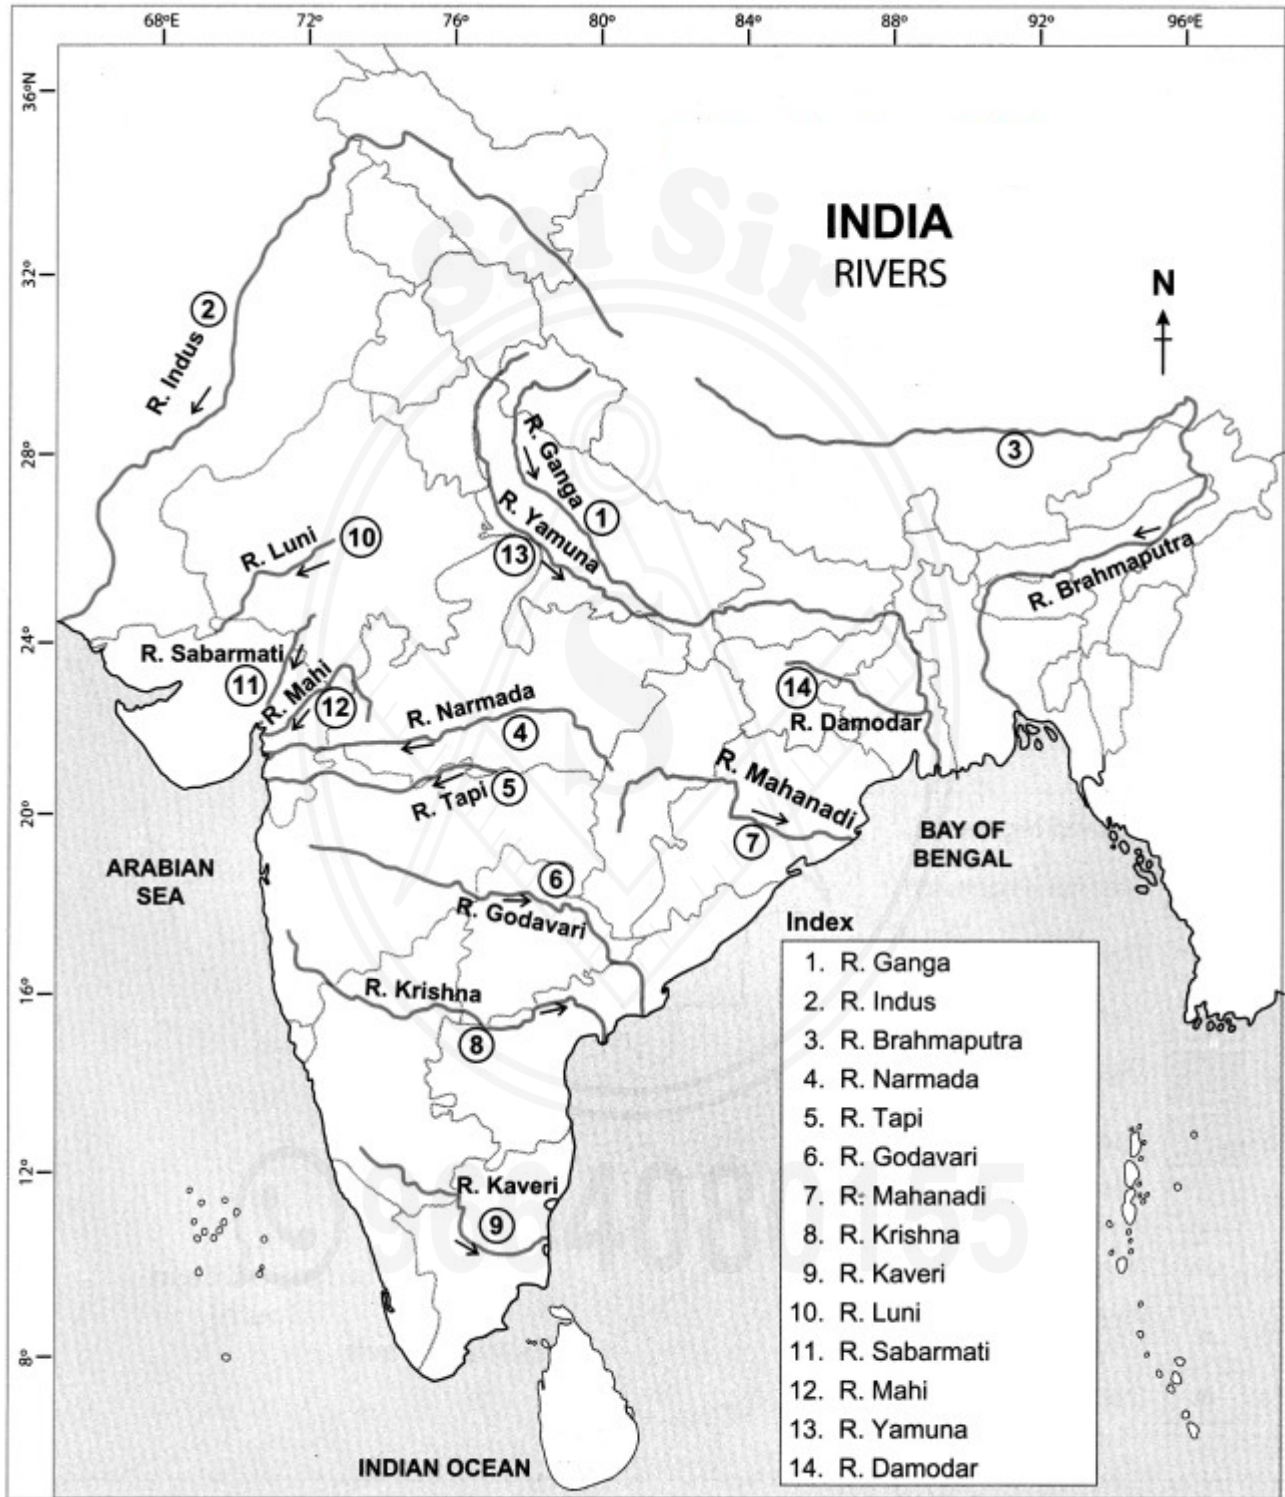 68°E 72° 76° 80° 84° 88° 92° 96°E
36°N
32°
28°
24°
20°
16°
12°
8°
Sai Sir
INDIA
RIVERS
N
2
R. Indus
R. Ganga
1
3
R. Yamuna
13
R. Luni
10
R. Brahmaputra
R. Sabarmati
11
R. Mahi
12
R. Narmada
4
14
R. Damodar
R. Tapi
5
R. Mahanadi
7
ARABIAN
SEA
BAY OF
BENGAL
6
R. Godavari
R. Krishna
8
R. Kaveri
9
INDIAN OCEAN
Index
1. R. Ganga
2. R. Indus
3. R. Brahmaputra
4. R. Narmada
5. R. Tapi
6. R. Godavari
7. R. Mahanadi
8. R. Krishna
9. R. Kaveri
10. R. Luni
11. R. Sabarmati
12. R. Mahi
13. R. Yamuna
14. R. Damodar